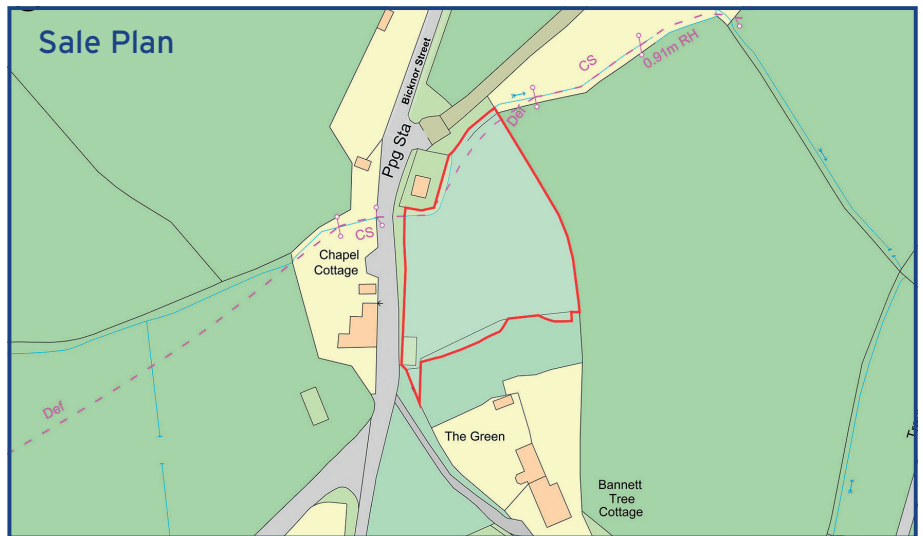 Sale Plan
Bicknor Street
Ppg Sta
CS
0.91m RH
Def
CS
Chapel
Cottage
Def
The Green
Bannett
Tree
Cottage